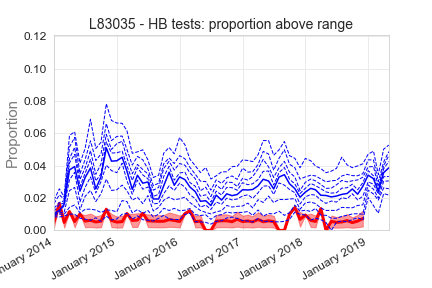 L83035 - HB tests: proportion above range
Proportion
0.12
0.10
0.08
0.06
0.04
0.02
0.00
nuary 2014
January 2015
January 2016
January 2017
January 2018
January 2019